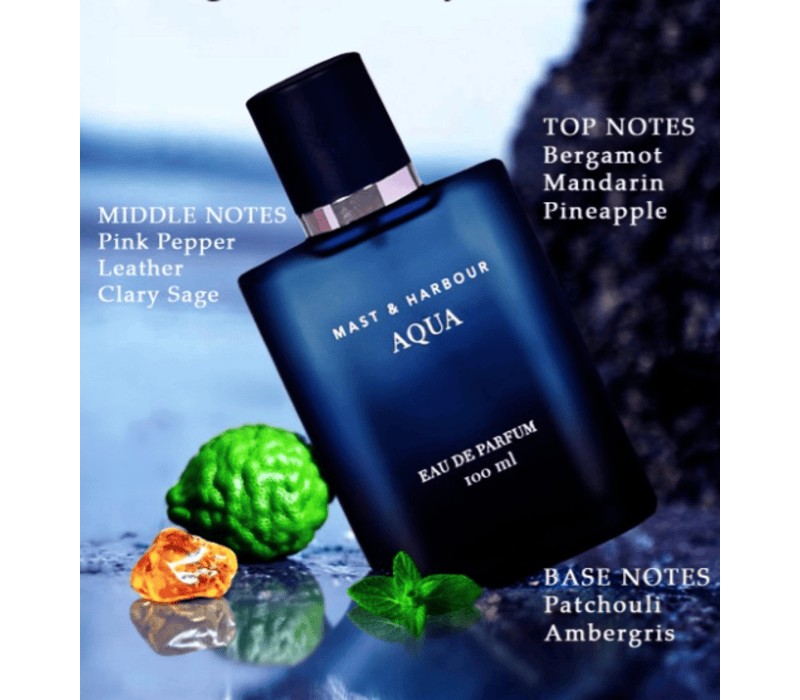 TOP NOTES
Bergamot
Mandarin
Pineapple
MIDDLE NOTES
Pink Pepper
Leather
Clary Sage
MAST & HARBOUR
AQUA
EAU DE PARFUM
100 ml
BASE NOTES
Patchouli
Ambergris